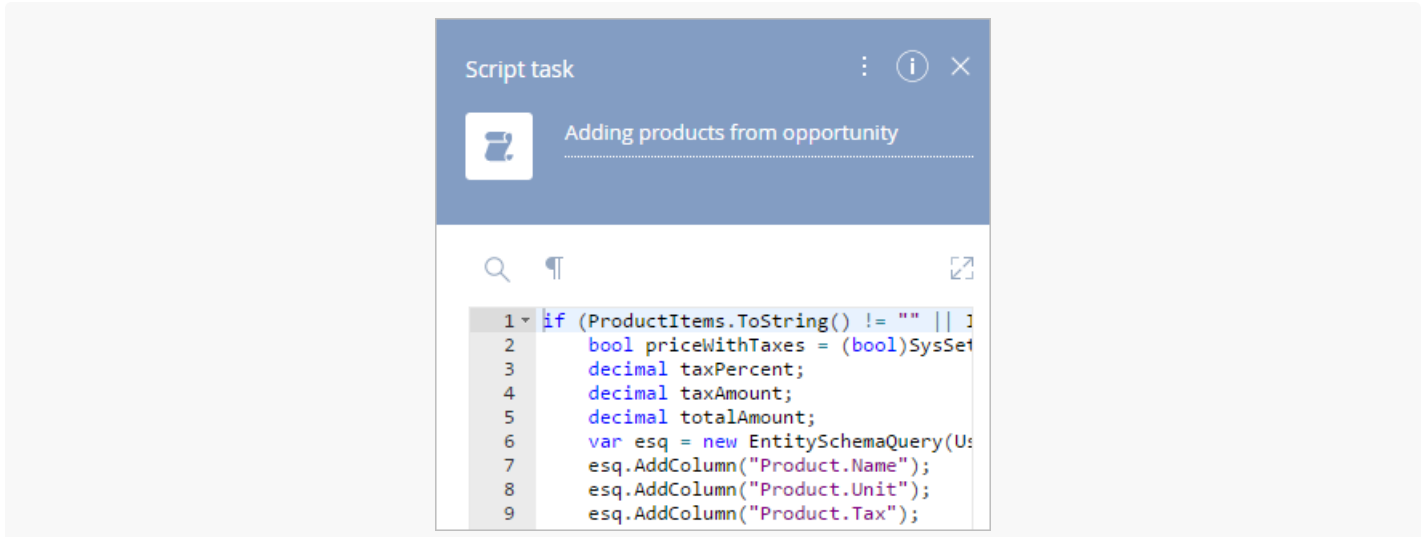 Script task
Adding products from opportunity
1 if (ProductItems.ToString() != "" ||
2 bool priceWithTaxes = (bool)SysSet
3 decimal taxPercent;
4 decimal taxAmount;
5 decimal totalAmount;
6 var esq = new EntitySchemaQuery(Us
7 esq.AddColumn("Product.Name");
8 esq.AddColumn("Product.Unit");
9 esq.AddColumn("Product.Tax");